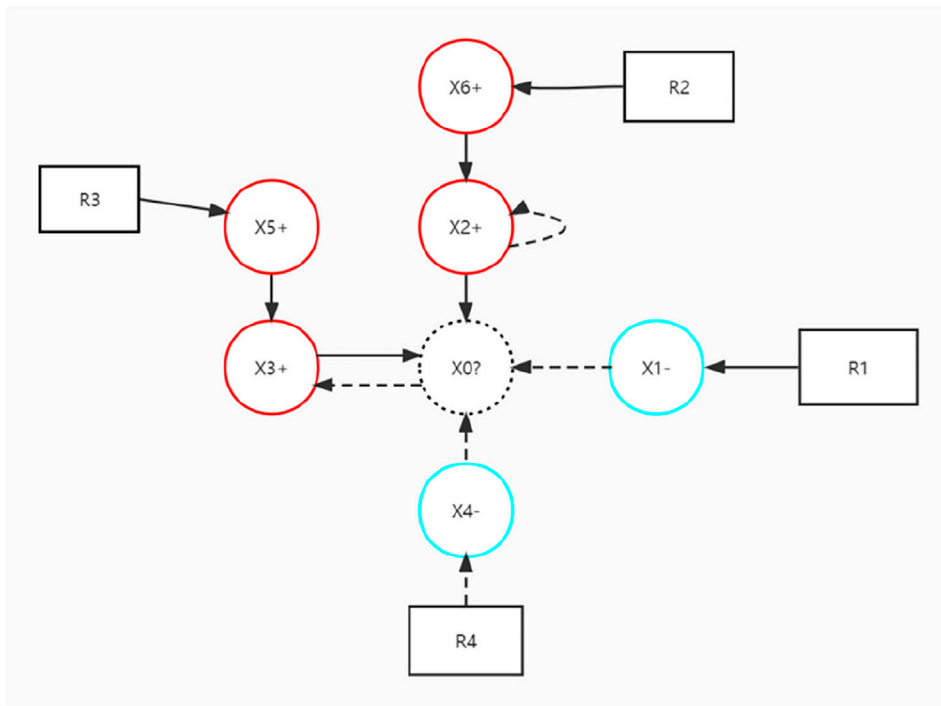 X6+
R2
R3
X5+
X2+
X3+
X0?
X1-
R1
X4-
R4